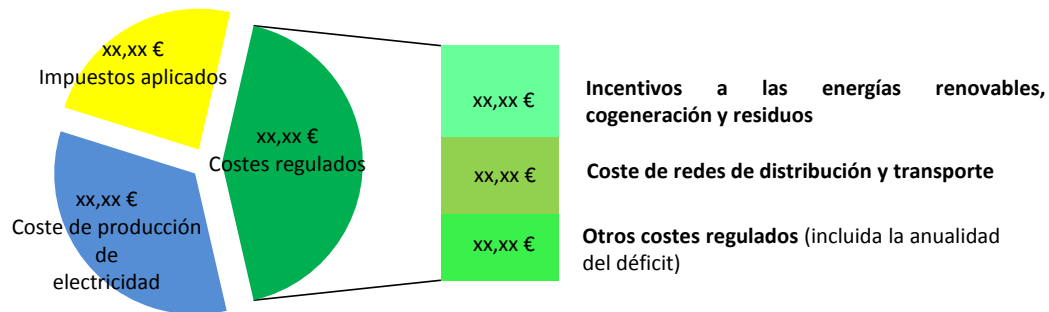 xx,xx €
Impuestos aplicados
xx,xx €
Costes regulados
xx,xx €
Coste de producción
de
electricidad
xx,xx €
Incentivos a las energías renovables,
cogeneración y residuos
xx,xx €
Coste de redes de distribución y transporte
xx,xx €
Otros costes regulados (incluida la anualidad
del déficit)